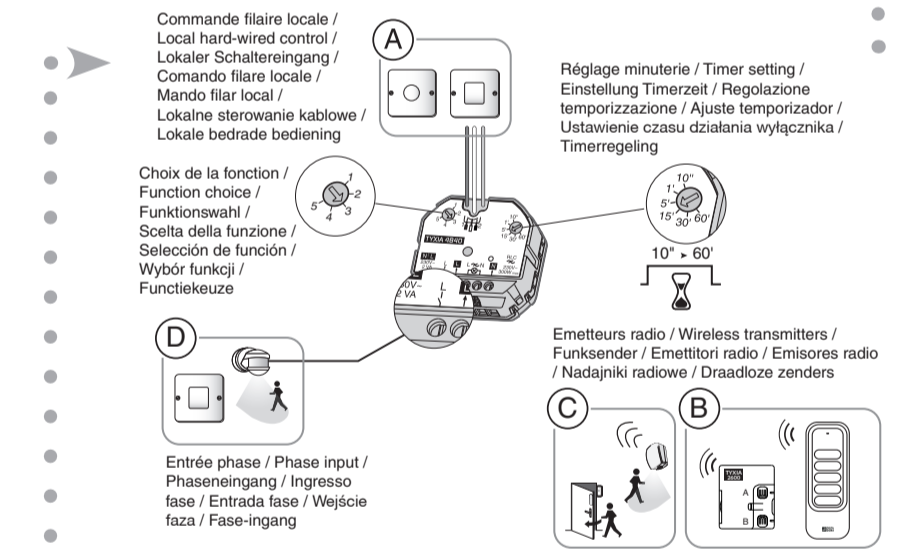 Commande filaire locale /
Local hard-wired control /
Lokaler Schaltereingang /
Comando filare locale /
Mando filar local /
Lokalne sterowanie kablowe /
Lokale bedrade bediening
A
Réglage minuterie / Timer setting /
Einstellung Timerzeit / Regolazione
temporizzazione / Ajuste temporizador /
Ustawienie czasu działania wyłącznika /
Timerregeling
Choix de la fonction /
Function choice /
Funktionswahl /
Scelta della funzione /
Selección de función /
Wybór funkcji /
Functiekeuze
1
2
3
4
5
10"
1'
5'
15'
30'
60'
10" ➤ 60'
TYXIA 4840
0V~
2 VA
L
D
Entrée phase / Phase input /
Phaseneingang / Ingresso
fase / Entrada fase / Wejście
faza / Fase-ingang
Emetteurs radio / Wireless transmitters /
Funksender / Emettitori radio / Emisores radio
/ Nadajniki radiowe / Draadloze zenders
C
B
TYXIA
2600
A
B